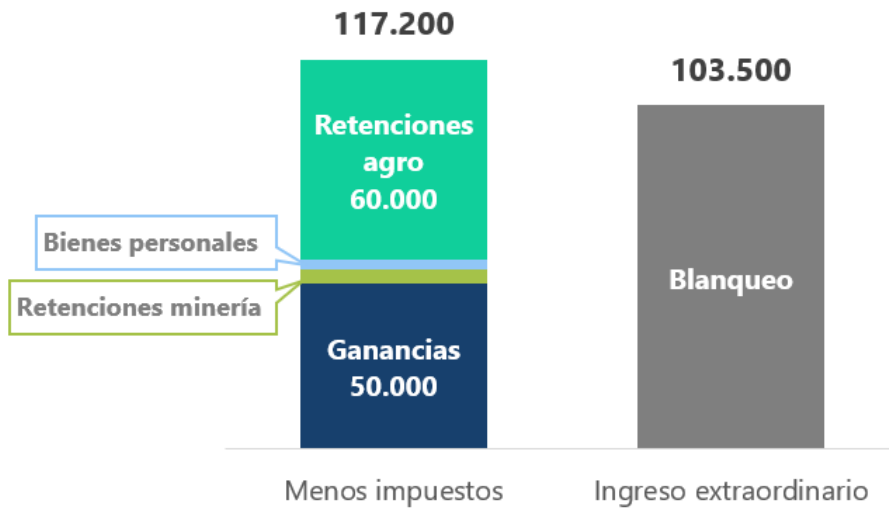 117.200
103.500
Retenciones
agro
60.000
Bienes personales
Blanqueo
Retenciones minería
Ganancias
50.000
Menos impuestos
Ingreso extraordinario